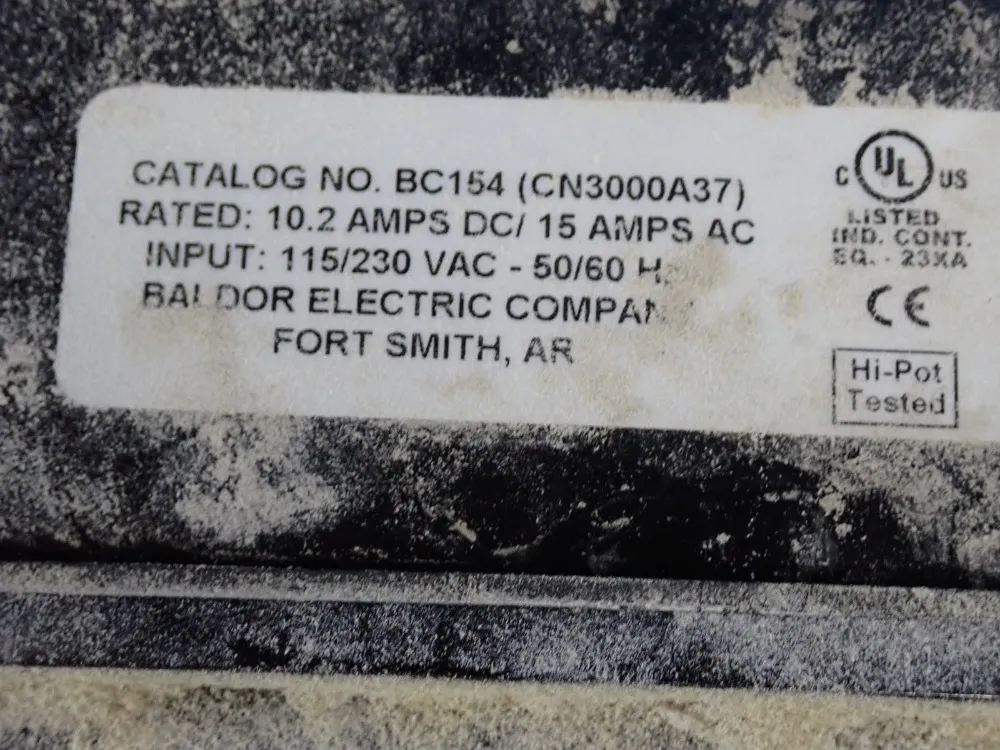 CATALOG NO. BC154 (CN3000A37)
RATED: 10.2 AMPS DC/ 15 AMPS AC
INPUT: 115/230 VAC - 50/60 H
BALDOR ELECTRIC COMPAN
FORT SMITH, AR
C UL US
LISTED
IND. CONT.
EQ. - 23XA
CE
Hi-Pot
Tested